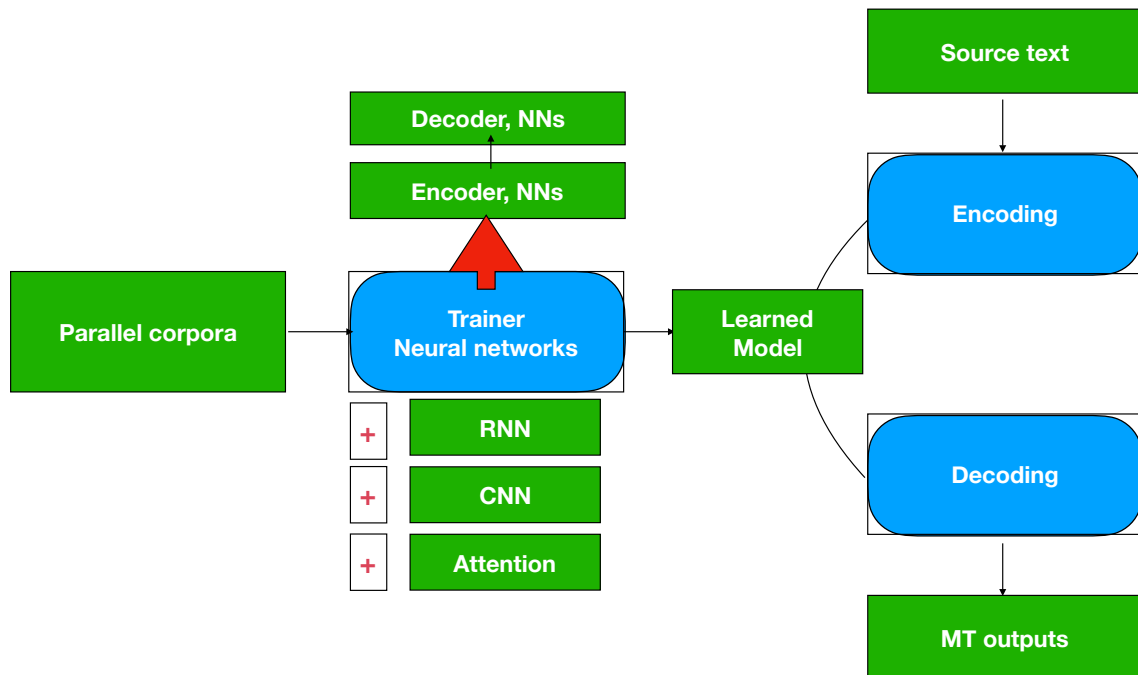 Source text
Decoder, NNs
Encoder, NNs
Encoding
Parallel corpora
Trainer
Neural networks
Learned
Model
+ RNN
+ CNN
+ Attention
Decoding
MT outputs